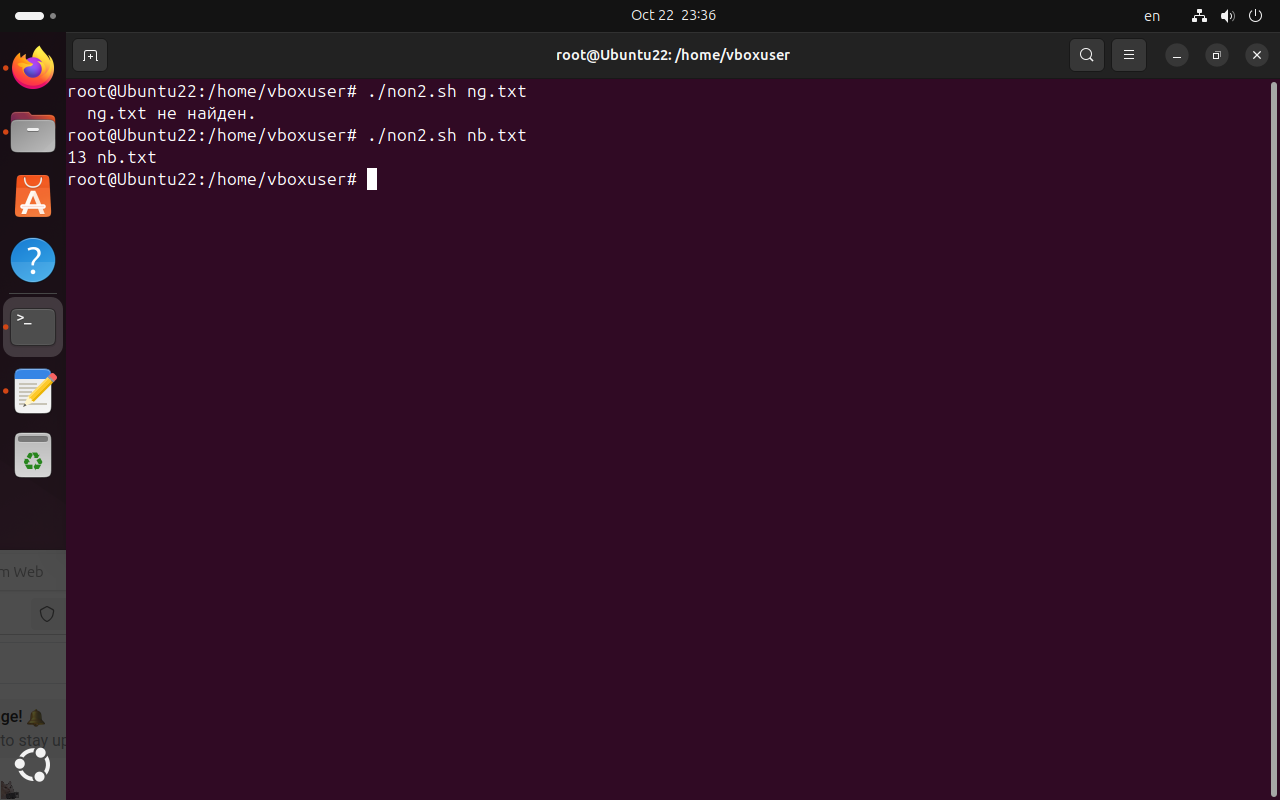 Oct 22 23:36
en
root@Ubuntu22: /home/vboxuser
root@Ubuntu22:/home/vboxuser# ./non2.sh ng.txt
ng.txt не найден.
root@Ubuntu22:/home/vboxuser# ./non2.sh nb.txt
13 nb.txt
root@Ubuntu22:/home/vboxuser#
>_
m Web
ge!
to stay up